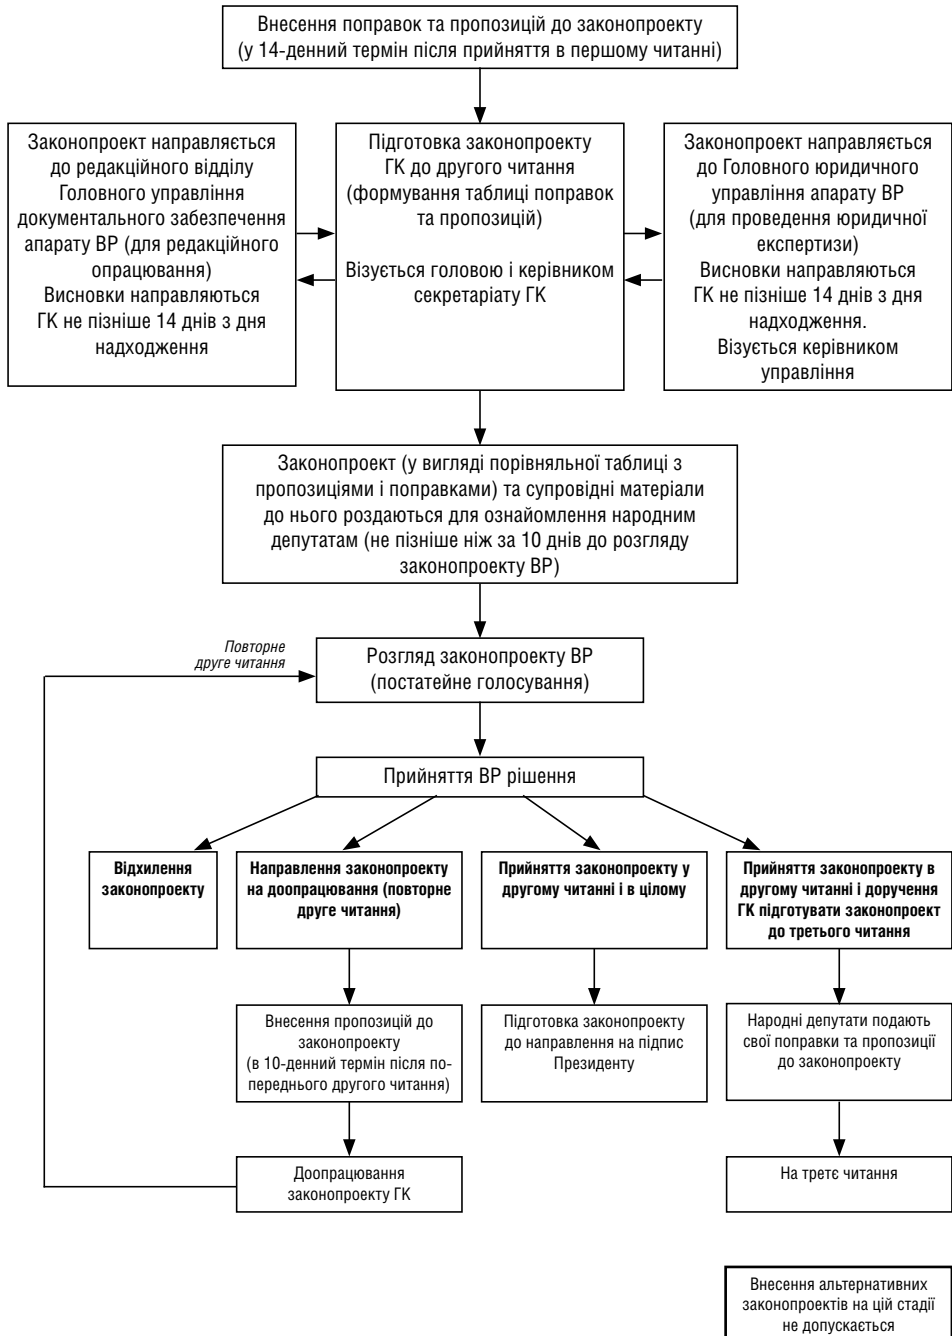 Внесення поправок та пропозицій до законопроекту
(у 14-денний термін після прийняття в першому читанні)
Законопроект направляється
до редакційного відділу
Головного управління
документального забезпечення
апарату ВР (для редакційного
опрацювання)
Висновки направляються
ГК не пізніше 14 днів з дня
надходження
Підготовка законопроекту
ГК до другого читання
(формування таблиці поправок
та пропозицій)
Візується головою і керівником
секретаріату ГК
Законопроект направляється
до Головного юридичного
управління апарату ВР
(для проведення юридичної
експертизи)
Висновки направляються
ГК не пізніше 14 днів з дня
надходження.
Візується керівником
управління
Законопроект (у вигляді порівняльної таблиці з
пропозиціями і поправками) та супровідні матеріали
до нього роздаються для ознайомлення народним
депутатам (не пізніше ніж за 10 днів до розгляду
законопроекту ВР)
Повторне
друге читання
Розгляд законопроекту ВР
(постатейне голосування)
Прийняття ВР рішення
Відхилення
законопроекту
Направлення законопроекту
на доопрацювання (повторне
друге читання)
Прийняття законопроекту у
другому читанні і в цілому
Прийняття законопроекту в
другому читанні і доручення
ГК підготувати законопроект
до третього читання
Внесення пропозицій до
законопроекту
(в 10-денний термін після по-
переднього другого читання)
Підготовка законопроекту
до направлення на підпис
Президенту
Народні депутати подають
свої поправки та пропозиції
до законопроекту
Доопрацювання
законопроекту ГК
На третє читання
Внесення альтернативних
законопроектів на цій стадії
не допускається